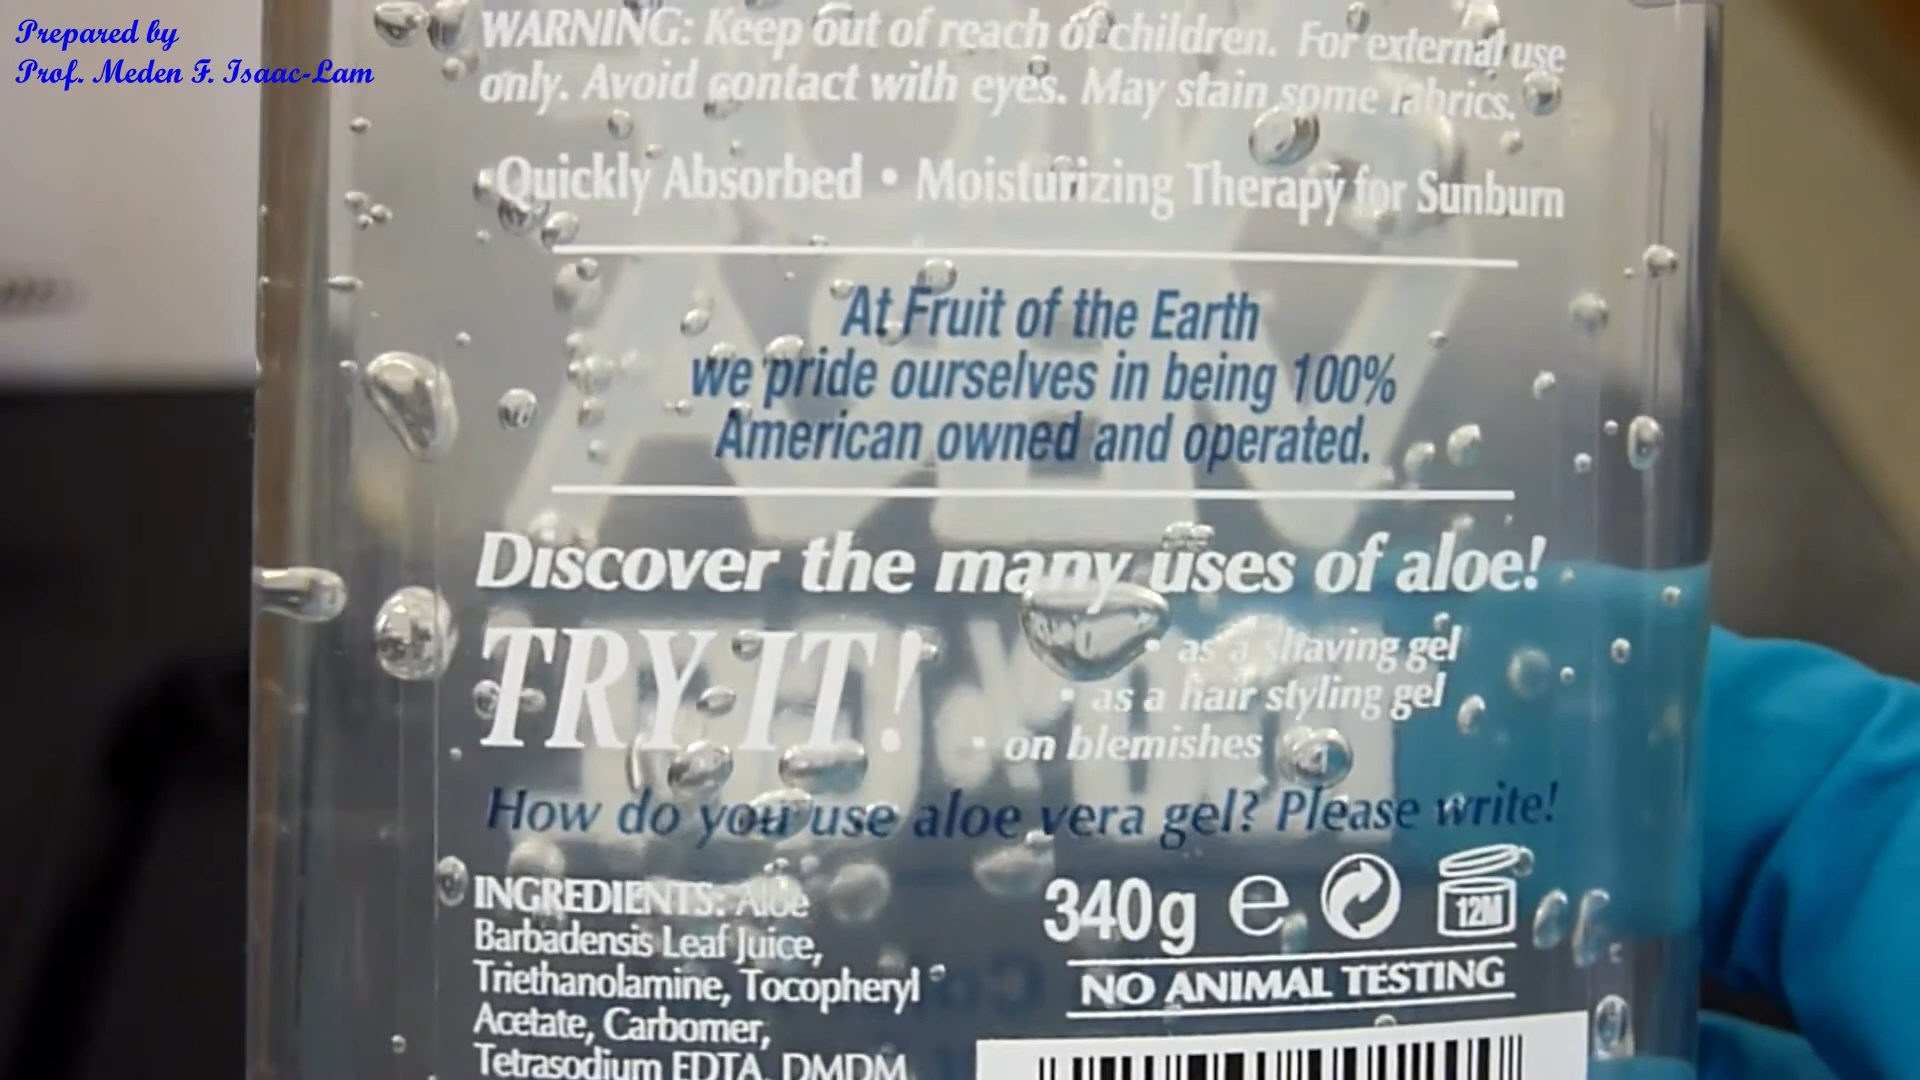 Prepared by
Prof. Meden F. Isaac-Lam
WARNING: Keep out of reach of children. For external use
only. Avoid contact with eyes. May stain some fabrics.
Quickly Absorbed • Moisturizing Therapy for Sunburn
At Fruit of the Earth
we pride ourselves in being 100%
American owned and operated.
Discover the many uses of aloe!
TRY IT!
• as a shaving gel
• as a hair styling gel
• on blemishes
How do you use aloe vera gel? Please write!
INGREDIENTS: Aloe
Barbadensis Leaf Juice,
Triethanolamine, Tocopheryl
Acetate, Carbomer,
Tetrasodium EDTA, DMDM
340g e
12M
NO ANIMAL TESTING